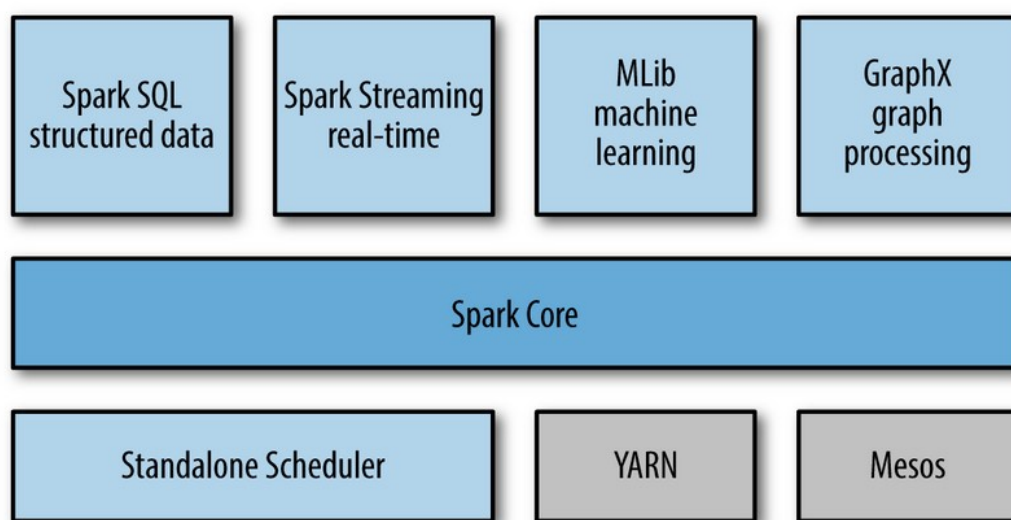 Spark SQL
structured data
Spark Streaming
real-time
MLib
machine
learning
GraphX
graph
processing
Spark Core
Standalone Scheduler
YARN
Mesos